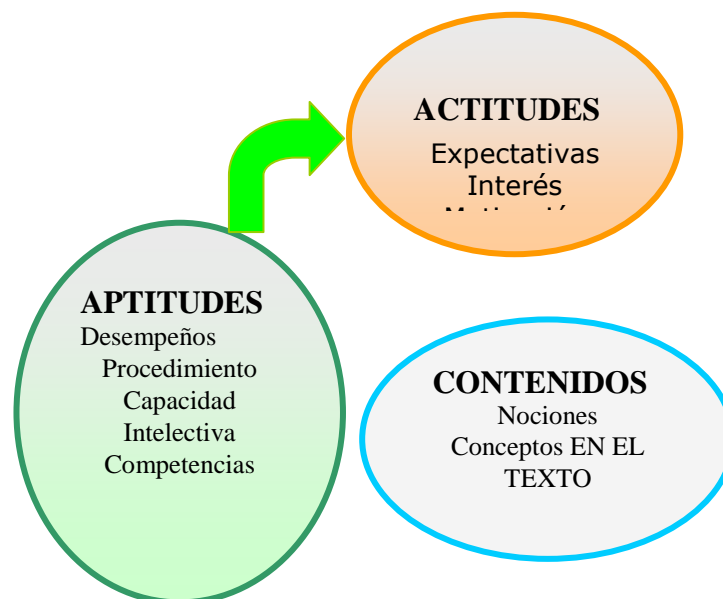 ACTITUDES
Expectativas
Interés
APTITUDES
Desempeños
Procedimiento
Capacidad
Intelectiva
Competencias
CONTENIDOS
Nociones
Conceptos EN EL
TEXTO